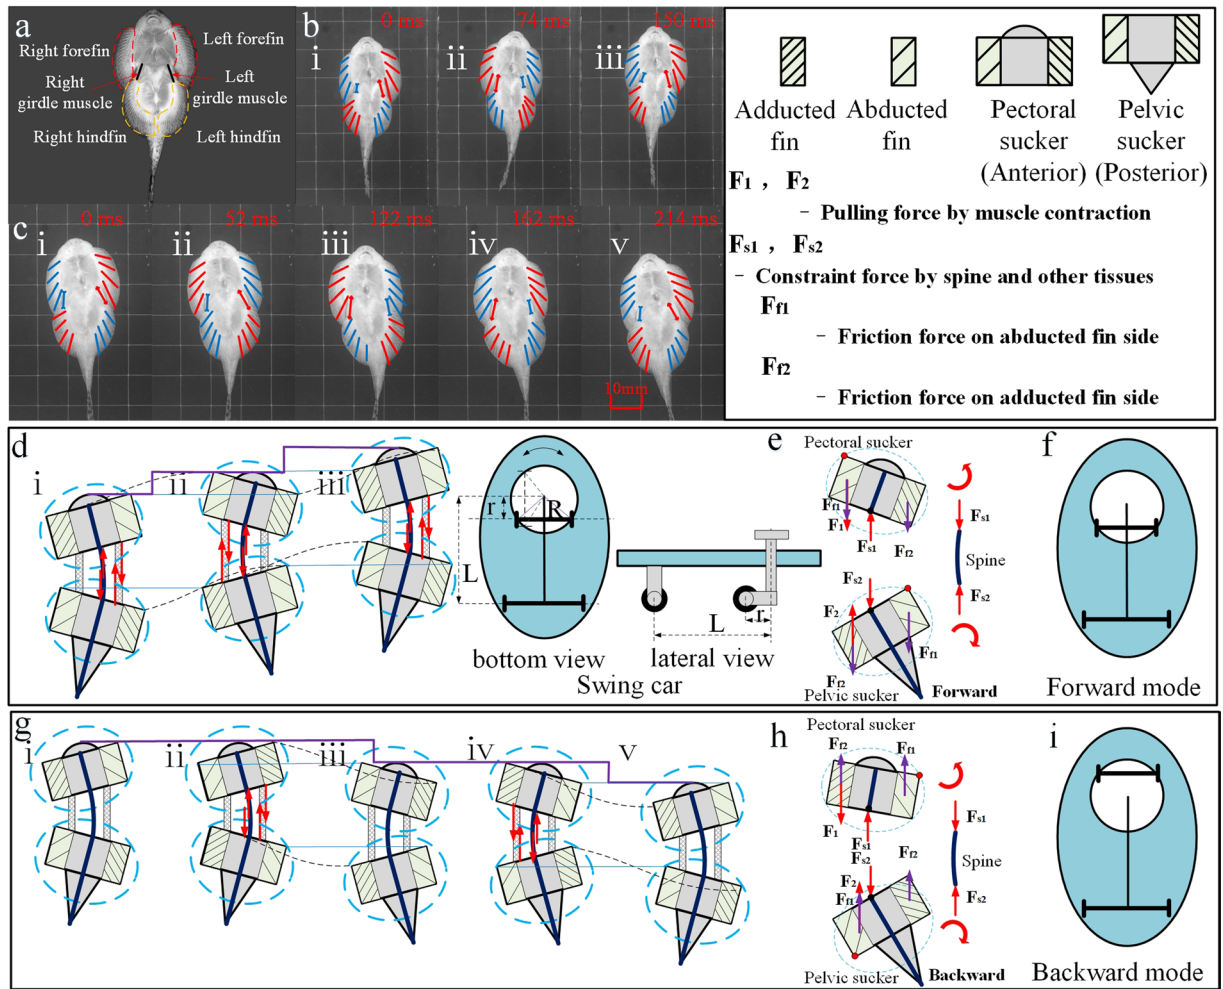 a
Right forefin
Left forefin
Right
girdle muscle
Left
girdle muscle
Right hindfin
Left hindfin
b
0 ms
74 ms
150 ms
i
ii
iii
c
0 ms
52 ms
122 ms
162 ms
214 ms
i
ii
iii
iv
v
10mm
Adducted
fin
Abducted
fin
Pectoral
sucker
(Anterior)
Pelvic
sucker
(Posterior)
F1 , F2
– Pulling force by muscle contraction
Fs1 , Fs2
– Constraint force by spine and other tissues
Ff1
– Friction force on abducted fin side
Ff2
– Friction force on adducted fin side
d
i
ii
iii
r
R
L
bottom view
L
r
lateral view
Swing car
e
Pectoral sucker
Ff1
F1
Fs1
Ff2
Fs1
Spine
Fs2
Fs2
F2
Ff1
Ff2
Pelvic sucker
Forward
f
Forward mode
g
i
ii
iii
iv
v
h
Pectoral sucker
Ff2
Ff1
F1
Fs1
Fs2
Fs1
Spine
Fs2
Ff2
F2
Ff1
Pelvic sucker
Backward
i
Backward mode